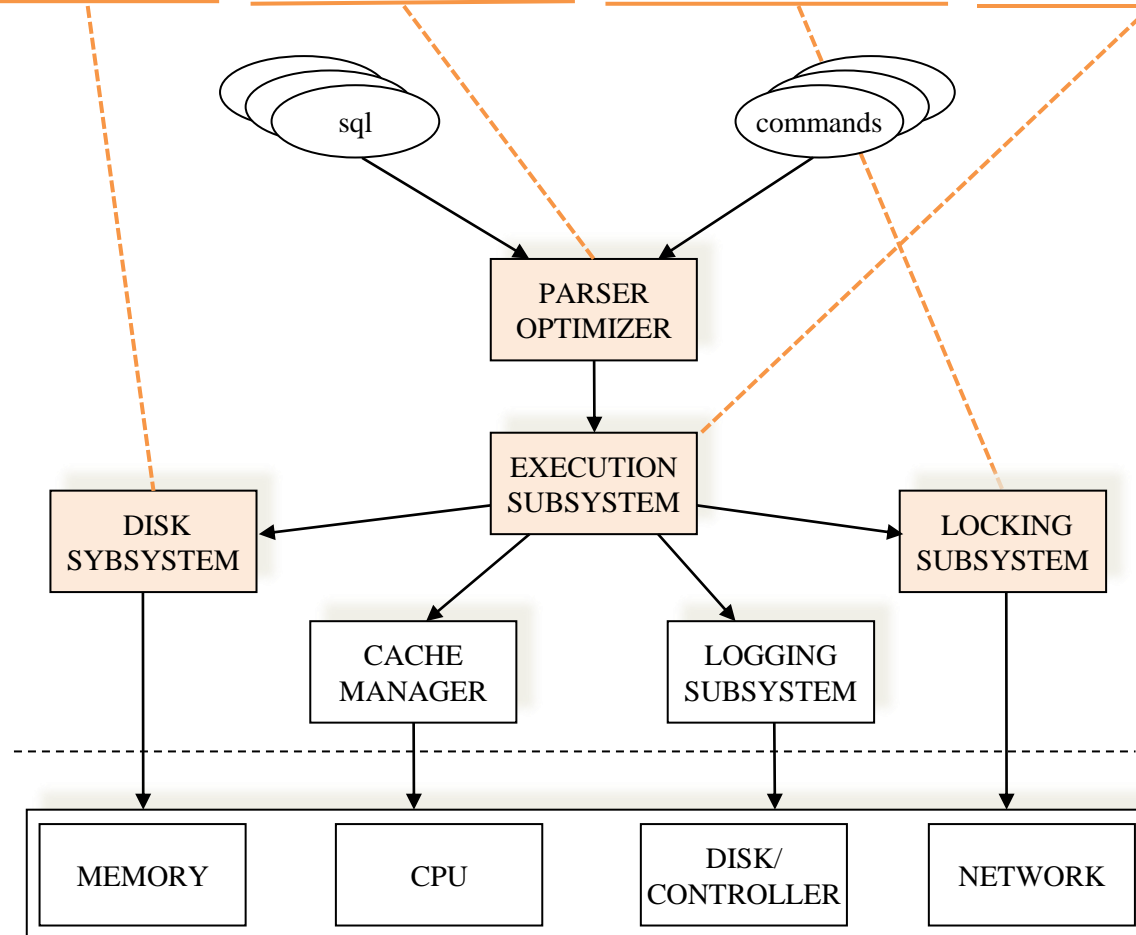 sql
commands
PARSER
OPTIMIZER
EXECUTION
SUBSYSTEM
DISK
SYBSYSTEM
LOCKING
SUBSYSTEM
CACHE
MANAGER
LOGGING
SUBSYSTEM
MEMORY
CPU
DISK/
CONTROLLER
NETWORK